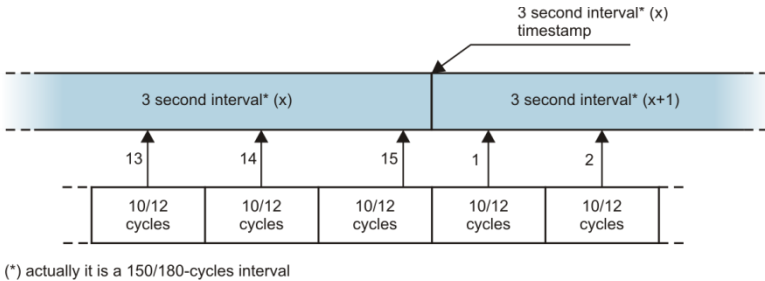 3 second interval* (x)
timestamp
3 second interval* (x)
3 second interval* (x+1)
13
14
15
1
2
10/12
cycles
10/12
cycles
10/12
cycles
10/12
cycles
10/12
cycles
(*) actually it is a 150/180-cycles interval